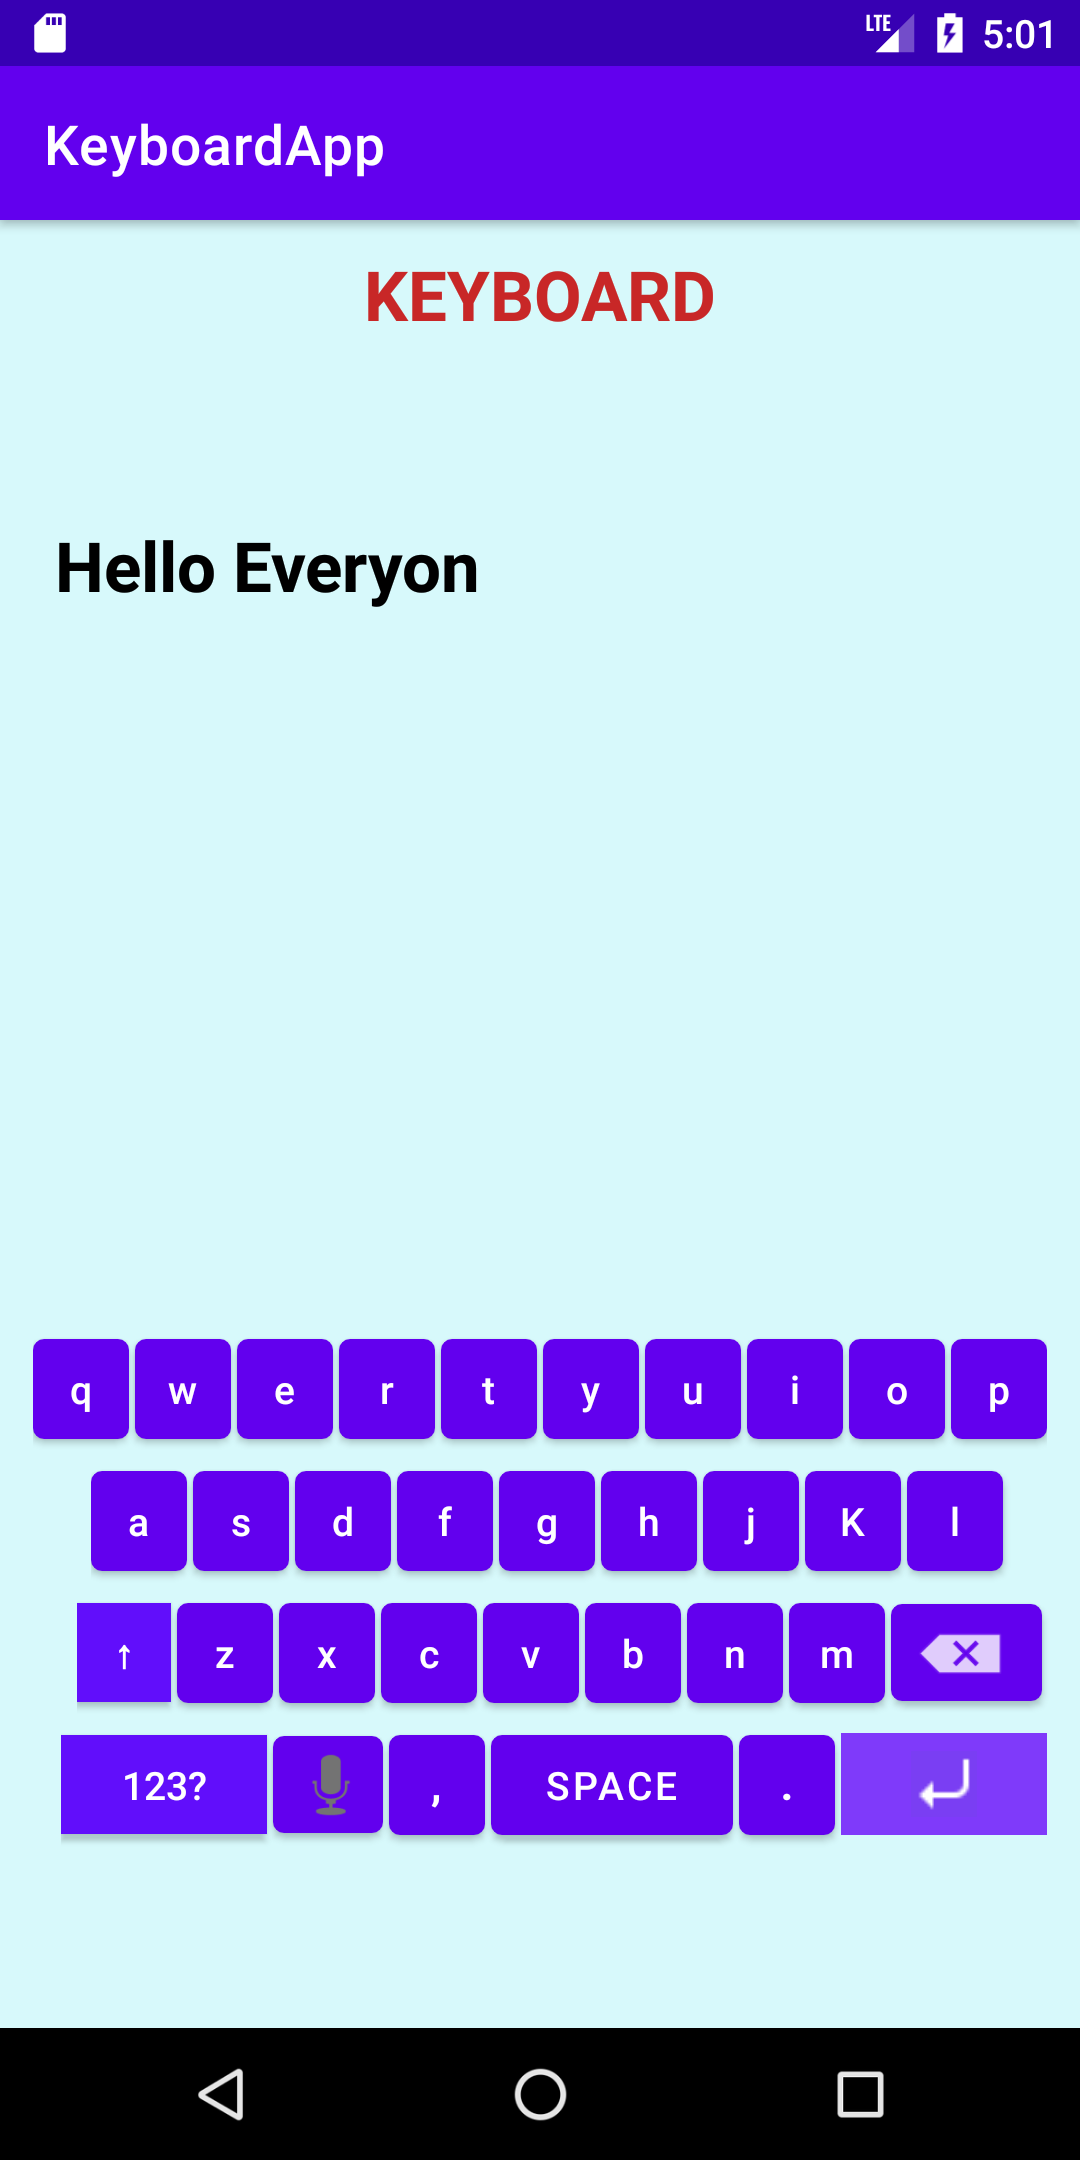 LTE 5:01
KeyboardApp
KEYBOARD
Hello Everyon
q w e r t y u i o p
a s d f g h j K l
↑ z x c v b n m
123? , SPACE .